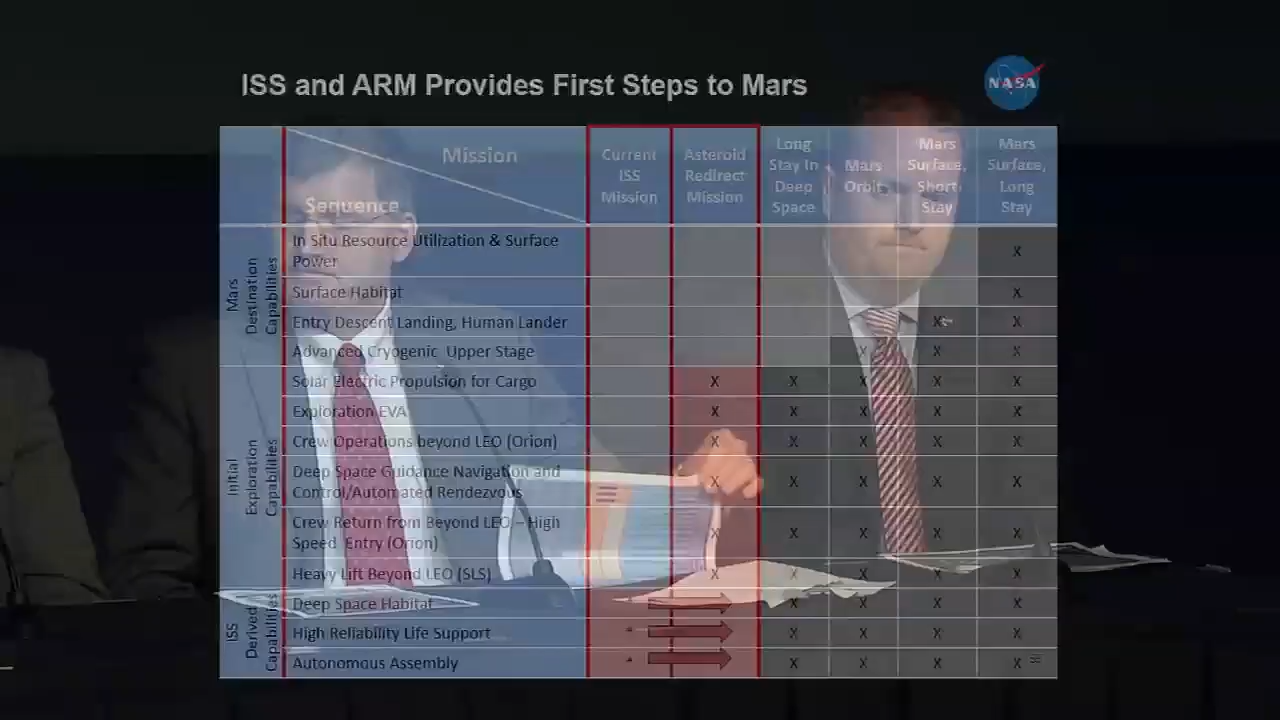 ISS and ARM Provides First Steps to Mars
NASA
Mission
Sequence
Current
ISS
Mission
Asteroid
Redirect
Mission
Long
Stay In
Deep
Space
Mars
Orbit
Mars
Surface,
Short
Stay
Mars
Surface,
Long
Stay
Mars
Destination
Capabilities
In Situ Resource Utilization & Surface
Power
X
Surface Habitat
X
Entry Descent Landing, Human Lander
X X
Advanced Cryogenic Upper Stage
X X X
Initial
Exploration
Capabilities
Solar Electric Propulsion for Cargo
X X X X X
Exploration EVA
X X X X X
Crew Operations beyond LEO (Orion)
X X X X X
Deep Space Guidance Navigation and
Control/Automated Rendezvous
X X X X X
Crew Return from Beyond LEO – High
Speed Entry (Orion)
X X X X X
Heavy Lift Beyond LEO (SLS)
X X X X X
ISS
Derived
Capabilities
Deep Space Habitat
X X X X
High Reliability Life Support
X X X X
Autonomous Assembly
X X X X